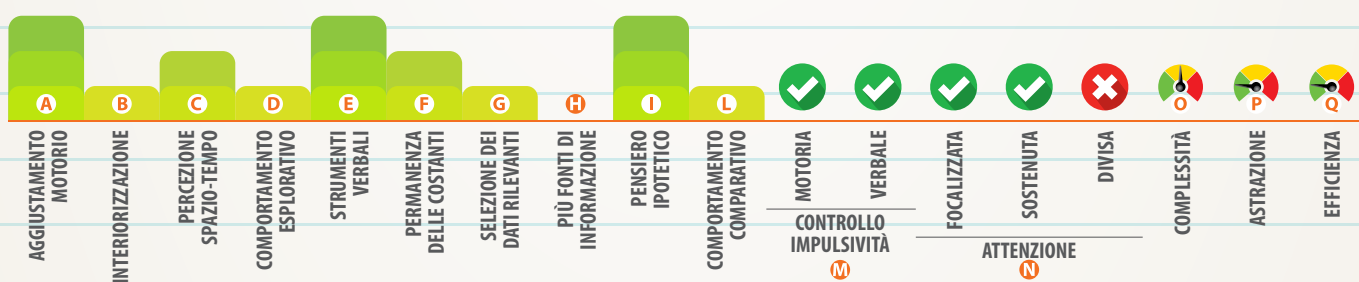 A
B
C
D
E
F
G
H
I
L
O
P
Q
AGGIUSTAMENTO
MOTORIO
INTERIORIZZAZIONE
PERCEZIONE
SPAZIO-TEMPO
COMPORTAMENTO
ESPLORATIVO
STRUMENTI
VERBALI
PERMANENZA
DELLE COSTANTI
SELEZIONE DEI
DATI RILEVANTI
PIÙ FONTI DI
INFORMAZIONE
PENSIERO
IPOTETICO
COMPORTAMENTO
COMPARATIVO
MOTORIA
VERBALE
CONTROLLO
IMPULSIVITÀ
M
FOCALIZZATA
SOSTENUTA
DIVISA
ATTENZIONE
N
COMPLESSITÀ
ASTRAZIONE
EFFICIENZA